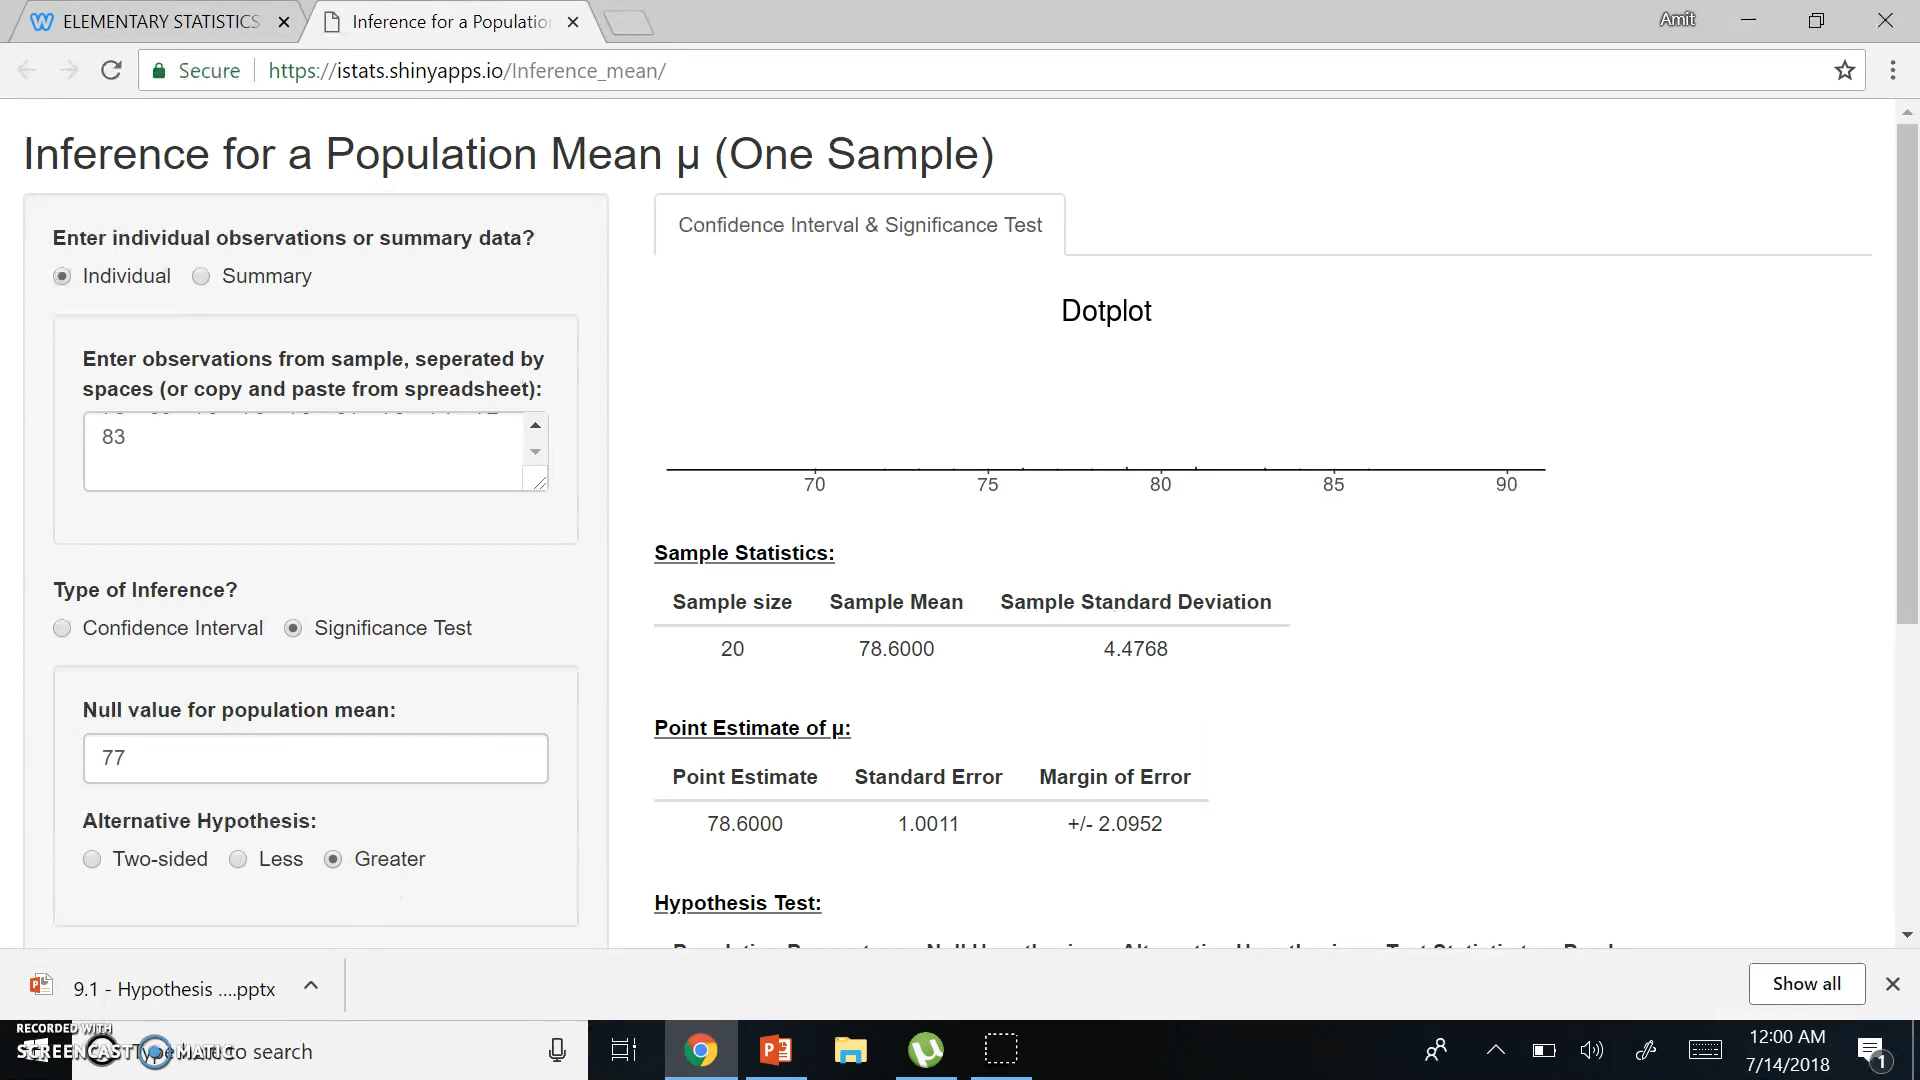 ELEMENTARY STATISTICS
Inference for a Population
Amit
Secure
https://istats.shinyapps.io/Inference_mean/
Inference for a Population Mean μ (One Sample)
Enter individual observations or summary data?
Individual Summary
Enter observations from sample, seperated by
spaces (or copy and paste from spreadsheet):
83
Type of Inference?
Confidence Interval Significance Test
Null value for population mean:
77
Alternative Hypothesis:
Two-sided Less Greater
Confidence Interval & Significance Test
Dotplot
70 75 80 85 90
Sample Statistics:
Sample size Sample Mean Sample Standard Deviation
20 78.6000 4.4768
Point Estimate of μ:
Point Estimate Standard Error Margin of Error
78.6000 1.0011 +/- 2.0952
Hypothesis Test:
9.1 - Hypothesis ....pptx
Show all
RECORDED WITH
SCREENCAST MATIC
to search
12:00 AM
7/14/2018
1